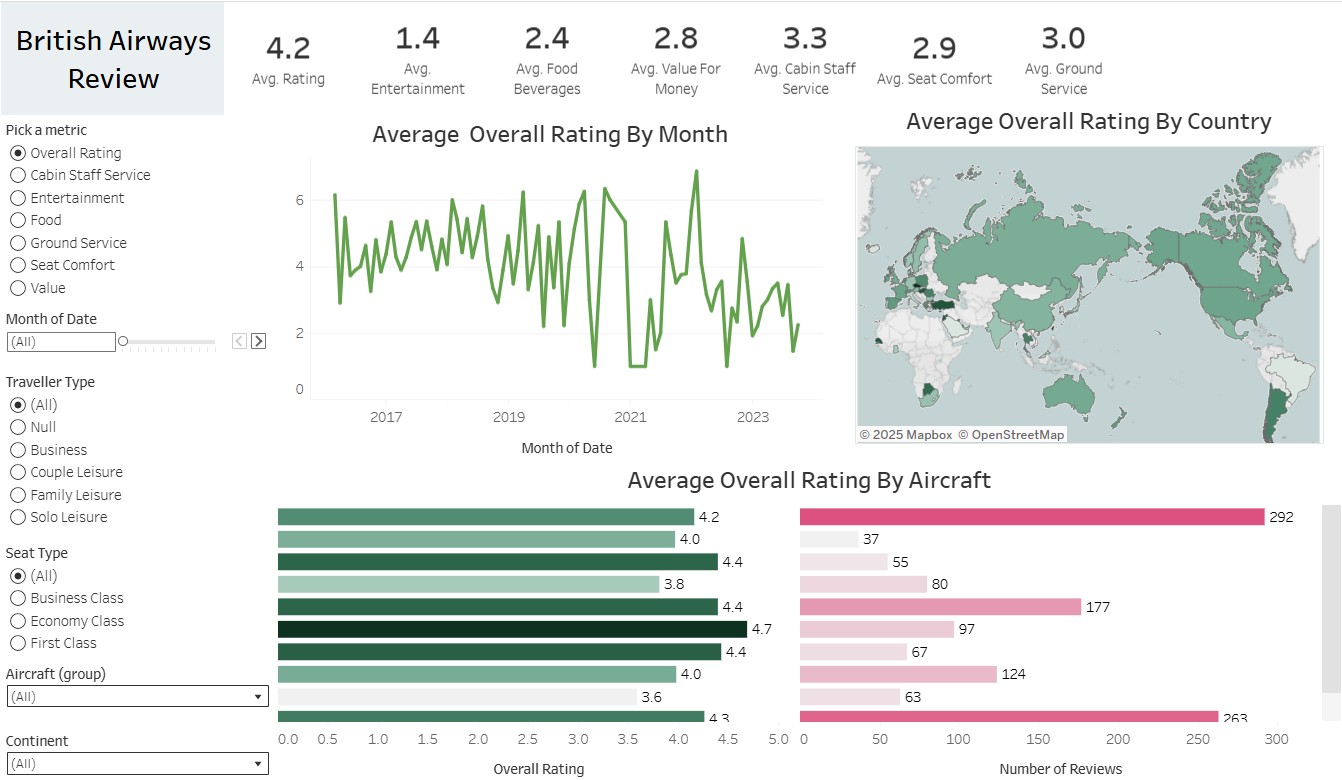 British Airways
Review
4.2
Avg. Rating
1.4
Avg.
Entertainment
2.4
Avg. Food
Beverages
2.8
Avg. Value For
Money
3.3
Avg. Cabin Staff
Service
2.9
Avg. Seat Comfort
3.0
Avg. Ground
Service
Pick a metric
Overall Rating
Cabin Staff Service
Entertainment
Food
Ground Service
Seat Comfort
Value
Month of Date
(All)
Traveller Type
(All)
Null
Business
Couple Leisure
Family Leisure
Solo Leisure
Seat Type
(All)
Business Class
Economy Class
First Class
Aircraft (group)
(All)
Continent
(All)
Average Overall Rating By Month
6
4
2
0
2017 2019 2021 2023
Month of Date
Average Overall Rating By Country
© 2025 Mapbox © OpenStreetMap
Average Overall Rating By Aircraft
4.2 292
4.0 37
4.4 55
3.8 80
4.4 177
4.7 97
4.4 67
4.0 124
3.6 63
4.3 263
0.0 0.5 1.0 1.5 2.0 2.5 3.0 3.5 4.0 4.5 5.0 0 50 100 150 200 250 300
Overall Rating Number of Reviews